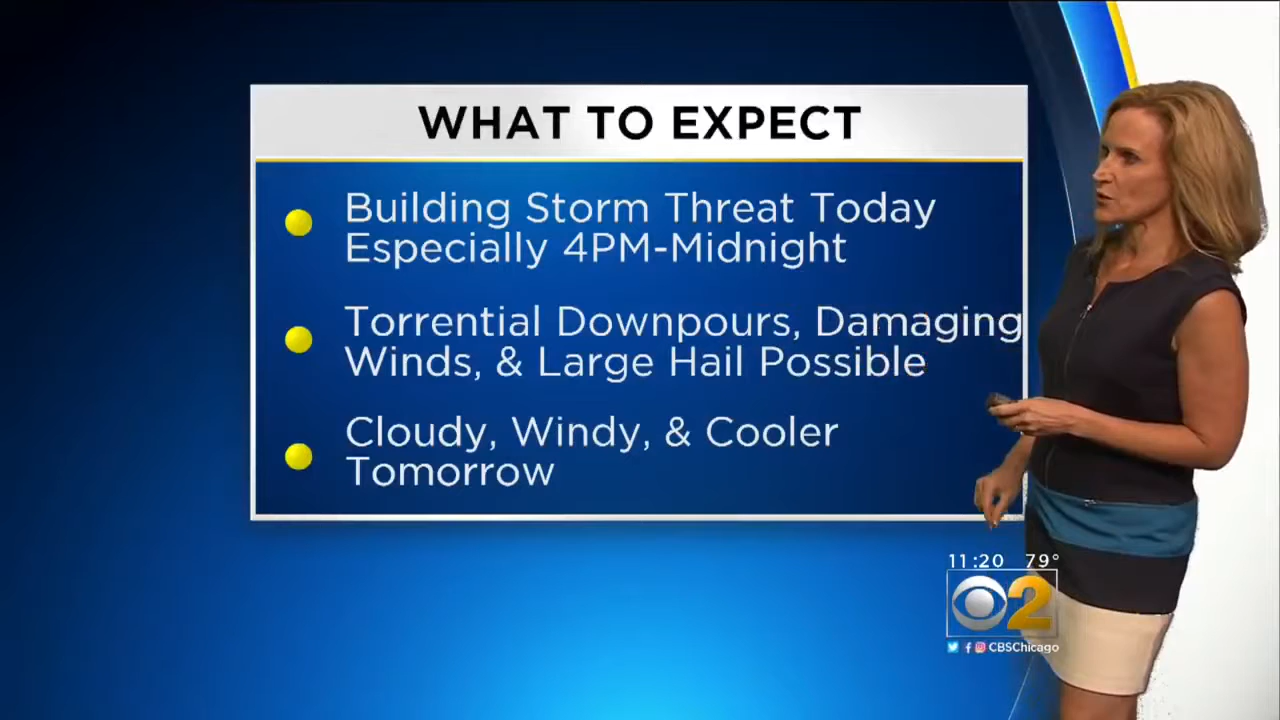 WHAT TO EXPECT
Building Storm Threat Today
Especially 4PM-Midnight
Torrential Downpours, Damaging
Winds, & Large Hail Possible
Cloudy, Windy, & Cooler
Tomorrow
11:20 79°
2
CBSChicago